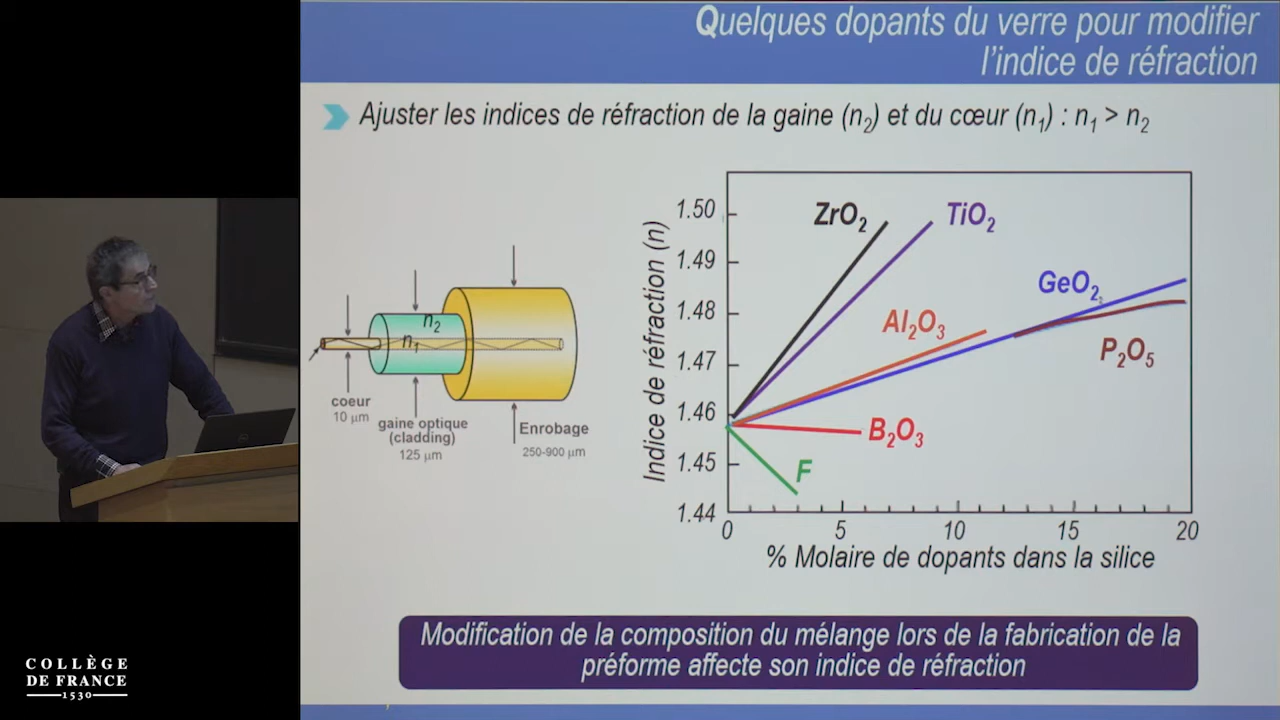 Quelques dopants du verre pour modifier
l'indice de réfraction
Ajuster les indices de réfraction de la gaine (n2) et du cœur (n1) : n1 > n2
n2
n1
coeur
10 µm
gaine optique
(cladding)
125 µm
Enrobage
250-900 µm
Indice de réfraction (n)
1.50
1.49
1.48
1.47
1.46
1.45
1.44
ZrO2
TiO2
GeO2
Al2O3
P2O5
B2O3
F
0
5
10
15
20
% Molaire de dopants dans la silice
Modification de la composition du mélange lors de la fabrication de la
préforme affecte son indice de réfraction
COLLÈGE
DE FRANCE
1530